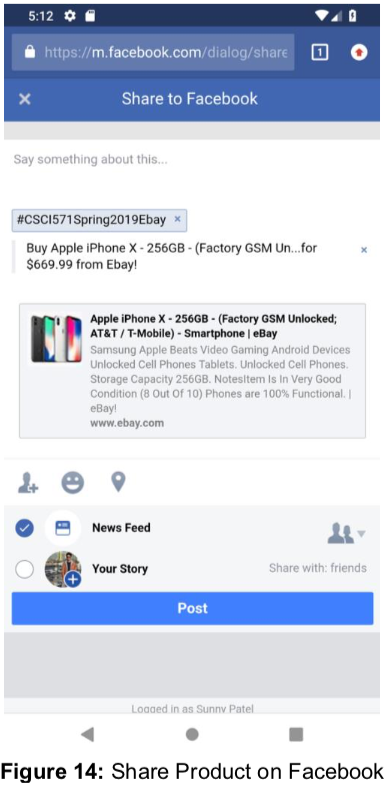 5:12
https://m.facebook.com/dialog/share
1
× Share to Facebook
Say something about this...
#CSCI571Spring2019Ebay ×
Buy Apple iPhone X - 256GB - (Factory GSM Un...for ×
$669.99 from Ebay!
Apple iPhone X - 256GB - (Factory GSM Unlocked;
AT&T / T-Mobile) - Smartphone | eBay
Samsung Apple Beats Video Gaming Android Devices
Unlocked Cell Phones Tablets. Unlocked Cell Phones.
Storage Capacity 256GB. NotesItem Is In Very Good
Condition (8 Out Of 10) Phones are 100% Functional. |
eBay!
www.ebay.com
News Feed
Your Story Share with: friends
Post
Logged in as Sunny Patel
Figure 14: Share Product on Facebook